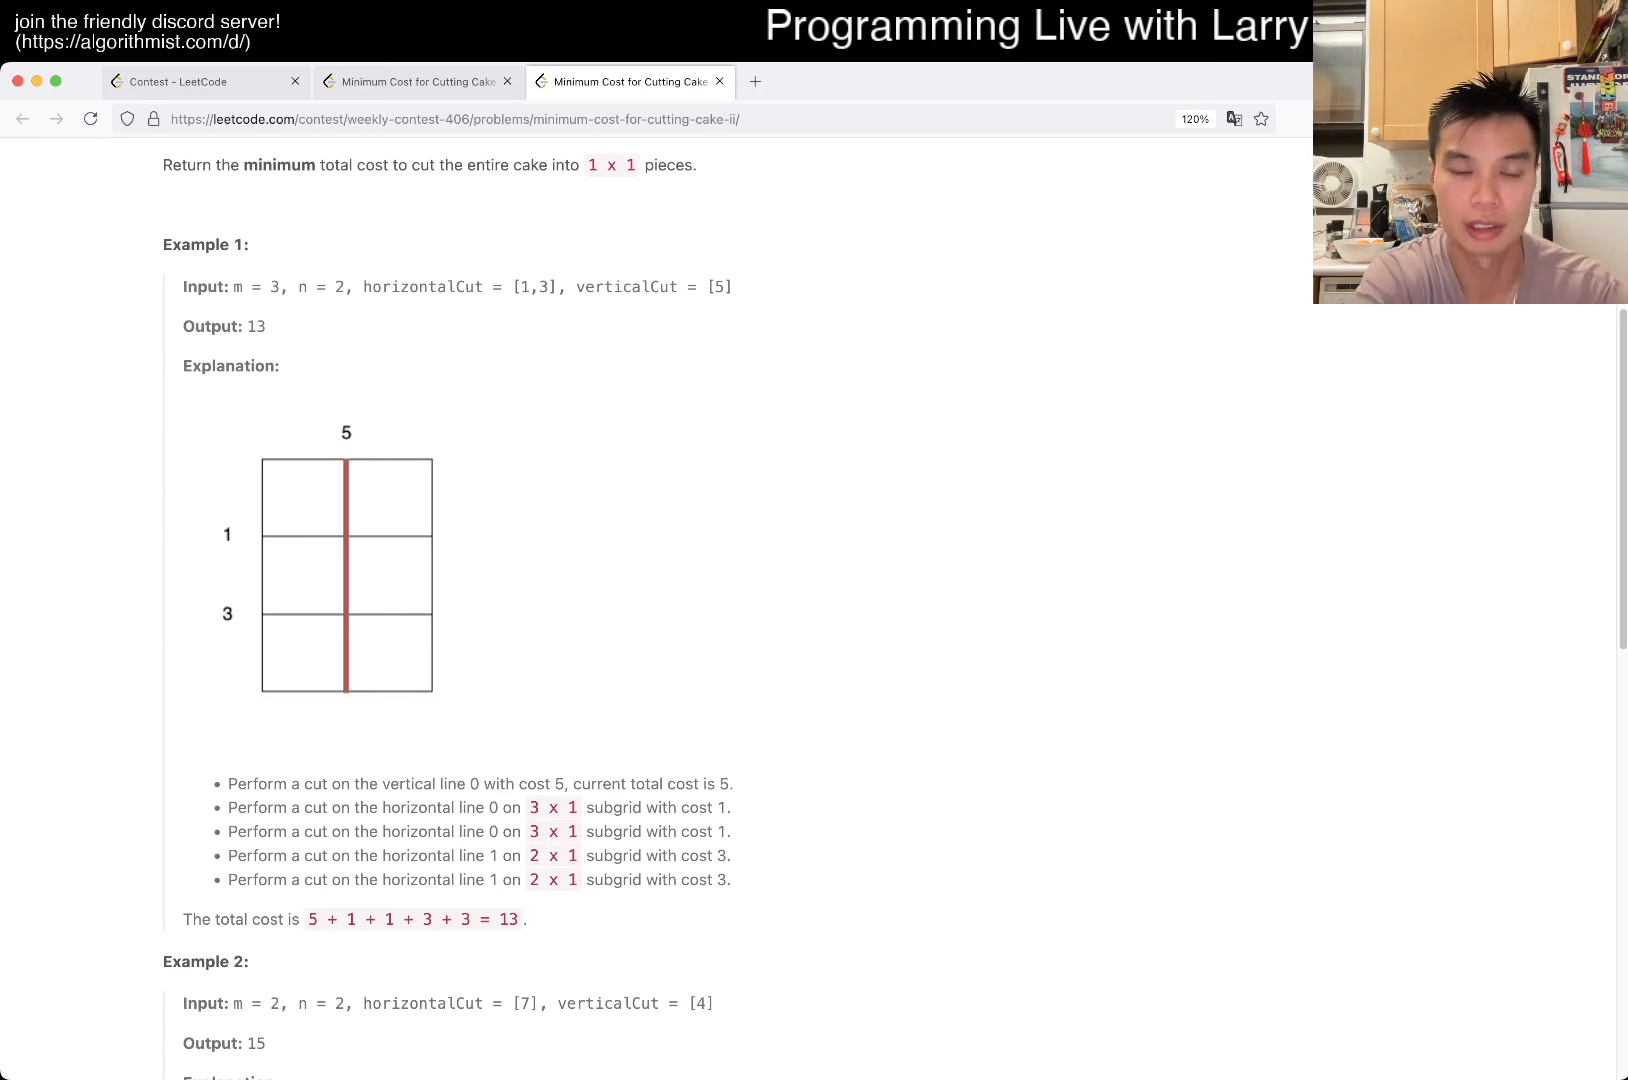 join the friendly discord server!
(https://algorithmist.com/d/)
Programming Live with Larry
Contest - LeetCode
Minimum Cost for Cutting Cake
Minimum Cost for Cutting Cake
https://leetcode.com/contest/weekly-contest-406/problems/minimum-cost-for-cutting-cake-ii/
120%
Return the minimum total cost to cut the entire cake into 1 x 1 pieces.
Example 1:
Input: m = 3, n = 2, horizontalCut = [1,3], verticalCut = [5]
Output: 13
Explanation:
5
1
3
• Perform a cut on the vertical line 0 with cost 5, current total cost is 5.
• Perform a cut on the horizontal line 0 on 3 x 1 subgrid with cost 1.
• Perform a cut on the horizontal line 0 on 3 x 1 subgrid with cost 1.
• Perform a cut on the horizontal line 1 on 2 x 1 subgrid with cost 3.
• Perform a cut on the horizontal line 1 on 2 x 1 subgrid with cost 3.
The total cost is 5 + 1 + 1 + 3 + 3 = 13.
Example 2:
Input: m = 2, n = 2, horizontalCut = [7], verticalCut = [4]
Output: 15